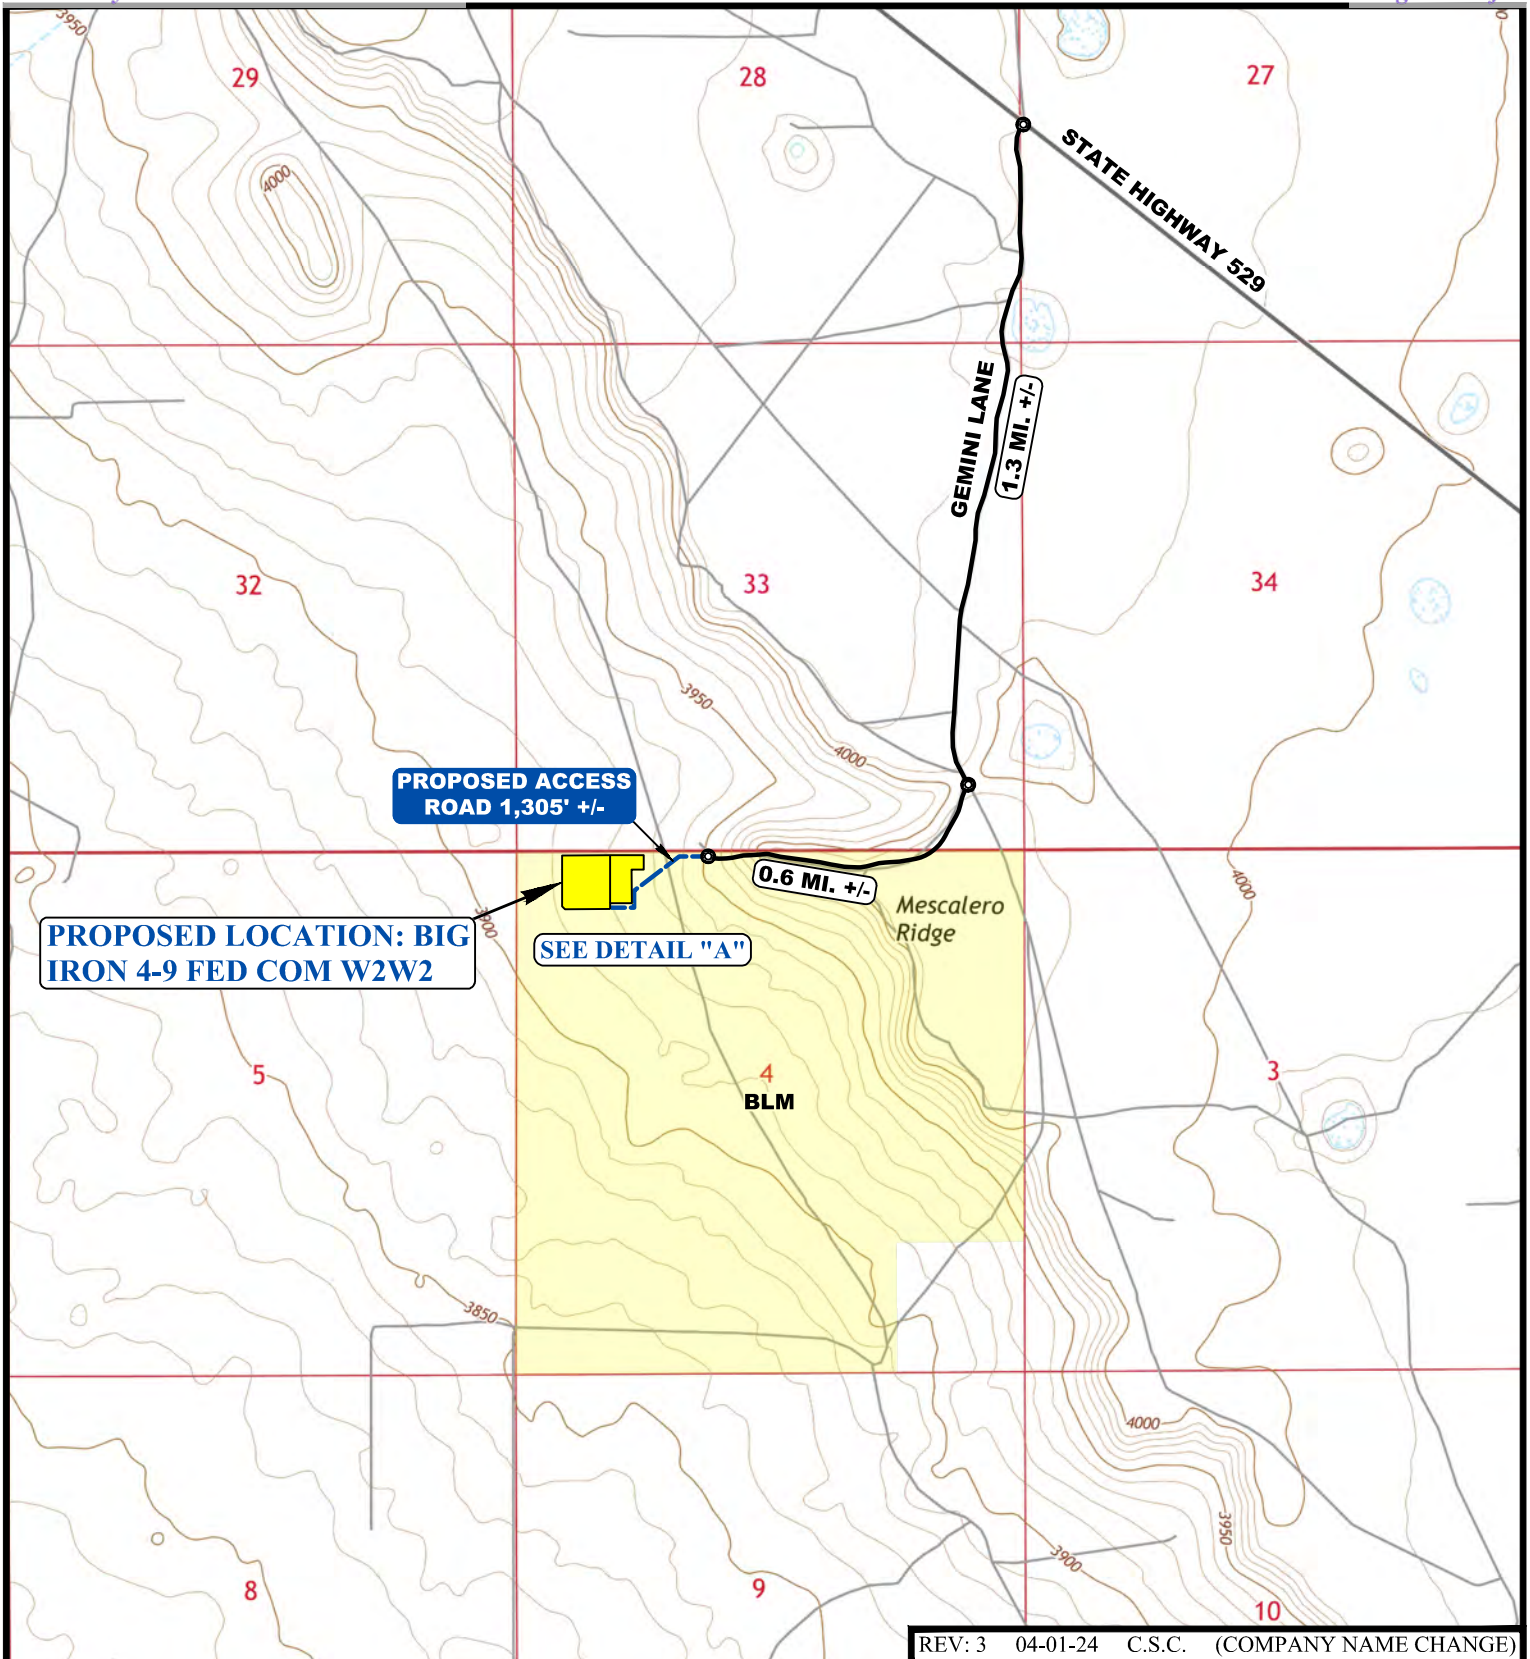 3950
29
28
27
4000
STATE HIGHWAY 529
GEMINI LANE
1.3 MI. +/-
32
33
34
3950
4000
PROPOSED ACCESS
ROAD 1,305' +/-
0.6 MI. +/-
4000
Mescalero
Ridge
3900
PROPOSED LOCATION: BIG
IRON 4-9 FED COM W2W2
SEE DETAIL "A"
5
4
BLM
3
3850
4000
3950
3900
8
9
10
REV: 3 04-01-24 C.S.C. (COMPANY NAME CHANGE)